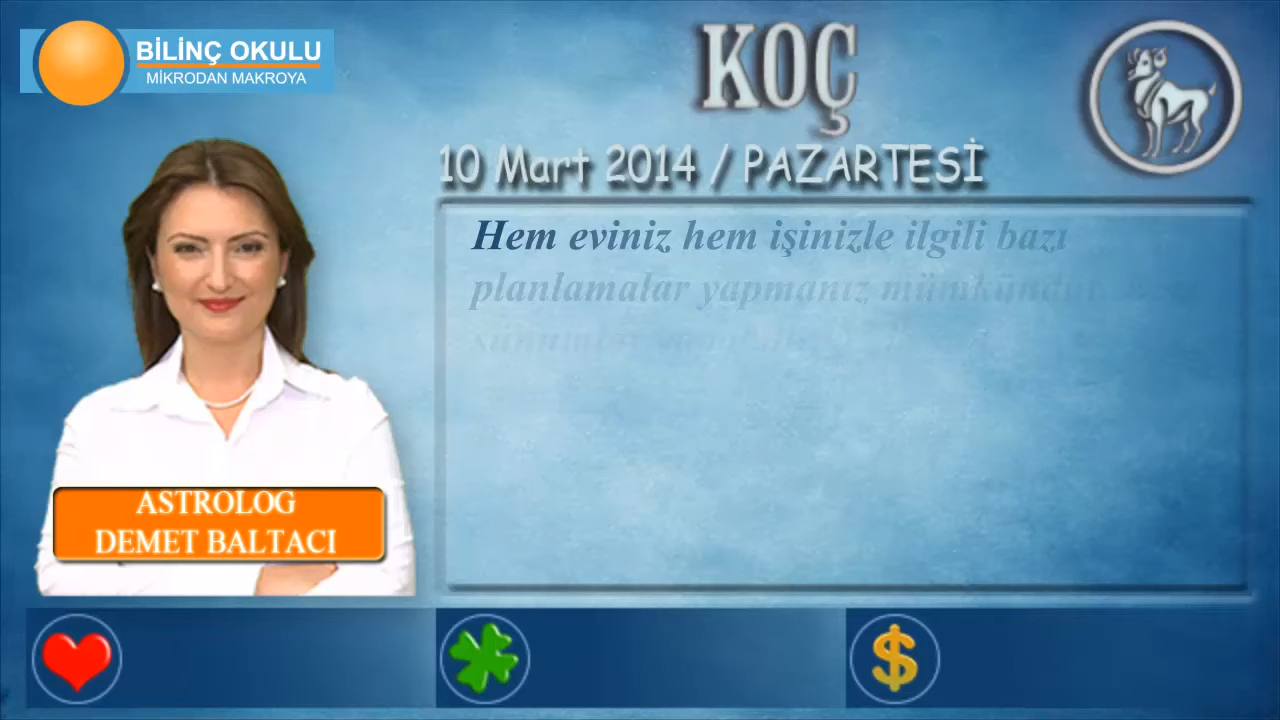 BİLİNÇ OKULU
MİKRODAN MAKROYA
KOÇ
10 Mart 2014 / PAZARTESİ
Hem eviniz hem işinizle ilgili bazı
planlamalar yapmanız mümkündür.
ASTROLOG
DEMET BALTACI